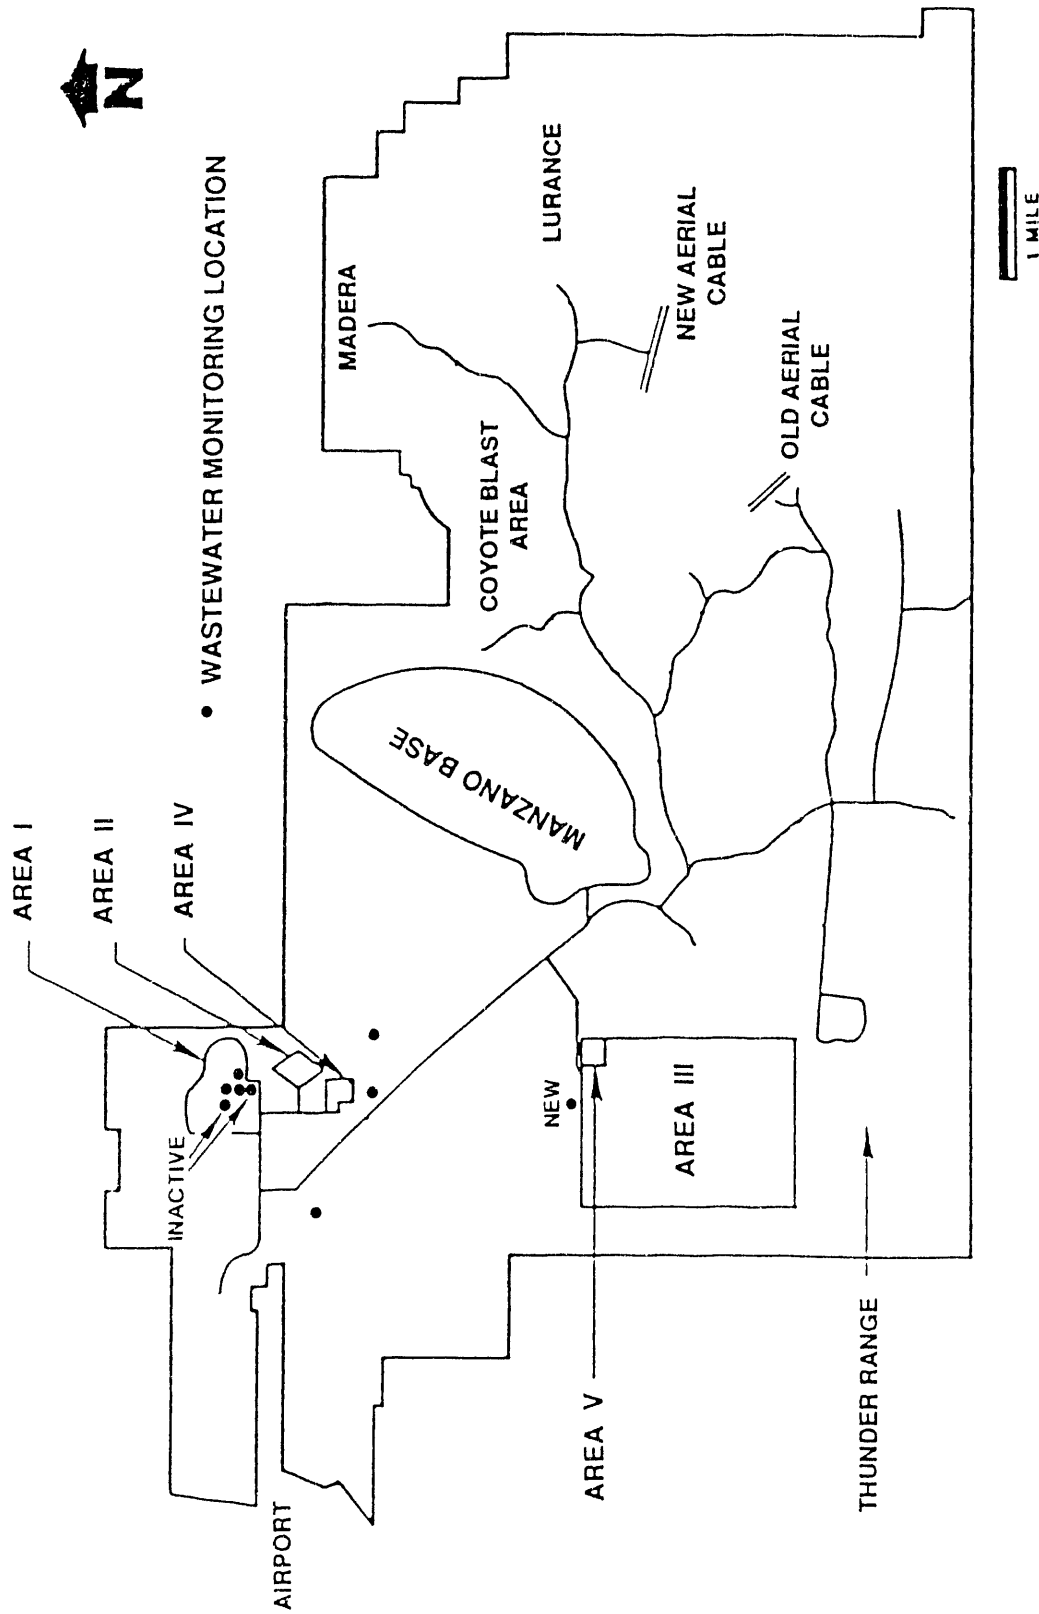 N
• WASTEWATER MONITORING LOCATION
AREA I
AREA II
AREA IV
INACTIVE
MADERA
AIRPORT
MANZANO BASE
COYOTE BLAST
AREA
LURANCE
NEW
NEW AERIAL
CABLE
AREA V
AREA III
OLD AERIAL
CABLE
THUNDER RANGE
1 MILE